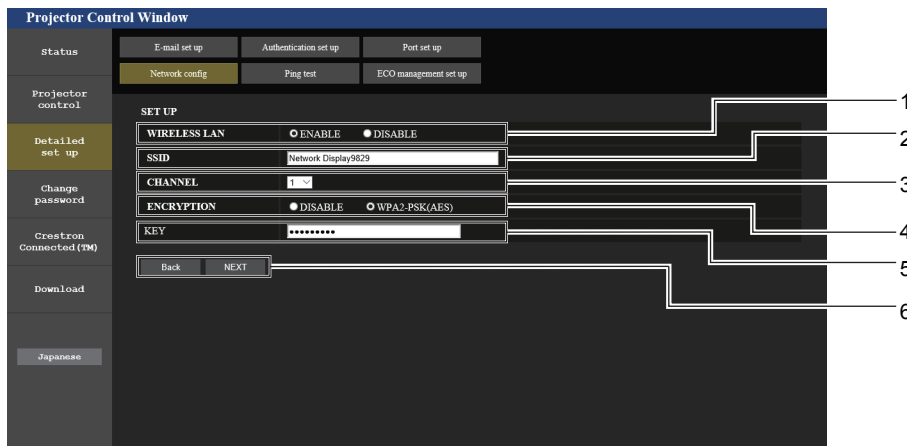 Projector Control Window
Status
E-mail set up
Authentication set up
Port set up
Network config
Ping test
ECO management set up
Projector
control
Detailed
set up
Change
password
Crestron
Connected(TM)
Download
Japanese
SET UP
WIRELESS LAN
ENABLE
DISABLE
SSID
Network Display9829
CHANNEL
1
ENCRYPTION
DISABLE
WPA2-PSK(AES)
KEY
•••••••••
Back
NEXT
1
2
3
4
5
6